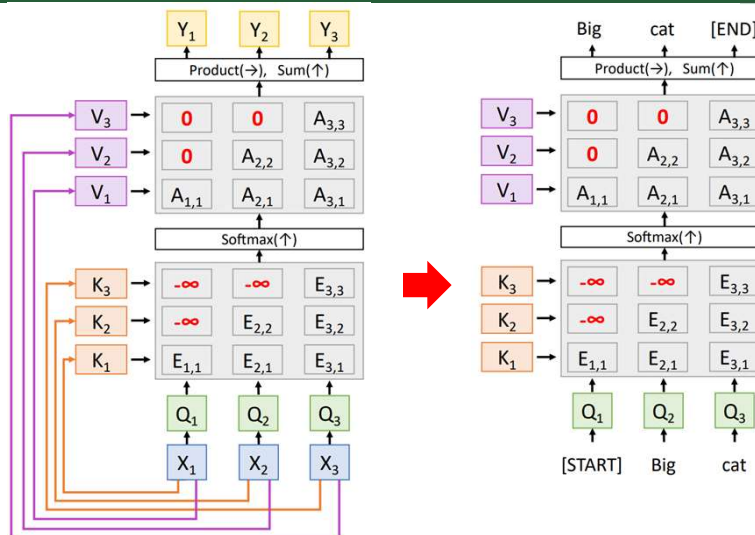 Y₁ Y₂ Y₃
Product(→), Sum(↑)
V₃ 0 0 A₃,₃
V₂ 0 A₂,₂ A₃,₂
V₁ A₁,₁ A₂,₁ A₃,₁
Softmax(↑)
K₃ -∞ -∞ E₃,₃
K₂ -∞ E₂,₂ E₃,₂
K₁ E₁,₁ E₂,₁ E₃,₁
Q₁ Q₂ Q₃
X₁ X₂ X₃
Big cat [END]
Product(→), Sum(↑)
V₃ 0 0 A₃,₃
V₂ 0 A₂,₂ A₃,₂
V₁ A₁,₁ A₂,₁ A₃,₁
Softmax(↑)
K₃ -∞ -∞ E₃,₃
K₂ -∞ E₂,₂ E₃,₂
K₁ E₁,₁ E₂,₁ E₃,₁
Q₁ Q₂ Q₃
[START] Big cat